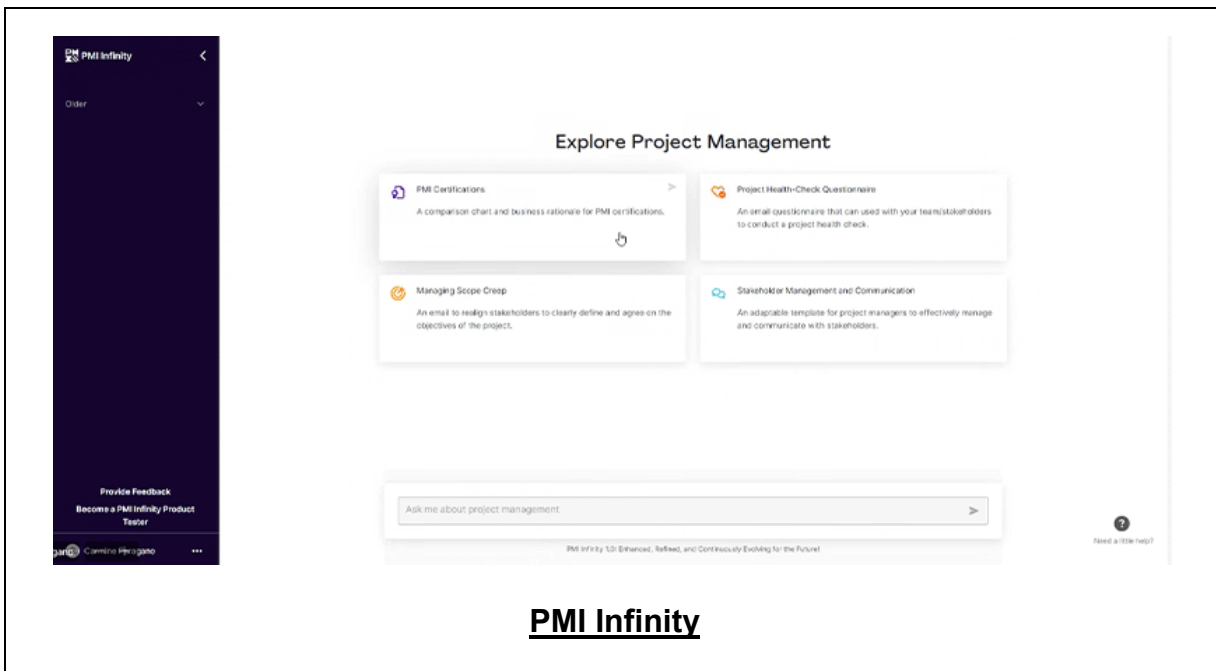 PMI Infinity
Older
Explore Project Management
PMI Certifications
A comparison chart and business rationale for PMI certifications.
Project Health-Check Questionnaire
An email questionnaire that can used with your team/stakeholders
to conduct a project health check.
Managing Scope Creep
An email to realign stakeholders to clearly define and agree on the
objectives of the project.
Stakeholder Management and Communication
An adaptable template for project managers to effectively manage
and communicate with stakeholders.
Provide Feedback
Become a PMI Infinity Product
Tester
Carmine
Ask me about project management
PMI Infinity 1.0: Enhanced, Refined, and Continuously Evolving for the Future!
Need a little help?
PMI Infinity